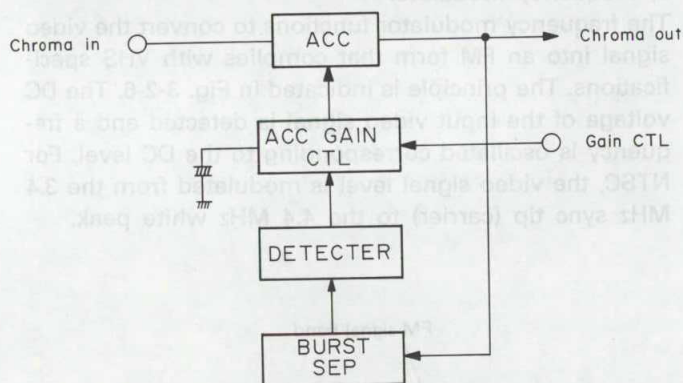 The frequency modulator functions to convert the video
signal into an FM form that complies with VHS speci-
fications. The principle is indicated in Fig. 3-2-6. The DC
voltage of the input video signal is detected and a fre-
quency is oscillated corresponding to the DC level. For
NTSC, the video signal level is modulated from the 3.4
MHz sync tip (carrier) to the 4.4 MHz white peak.
Chroma in
ACC
Chroma out
ACC GAIN
CTL
Gain CTL
DETECTER
BURST
SEP